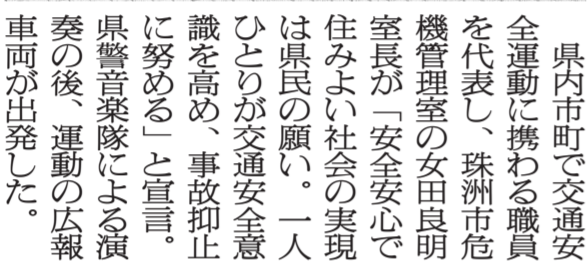 県内市町で交通安
全運動に携わる職員
を代表し、珠洲市危
機管理室の女田良明
室長が「安全安心で
住みよい社会の実現
は県民の願い。一人
ひとりが交通安全意
識を高め、事故抑止
に努める」と宣言。
県警音楽隊による演
奏の後、運動の広報
車両が出発した。